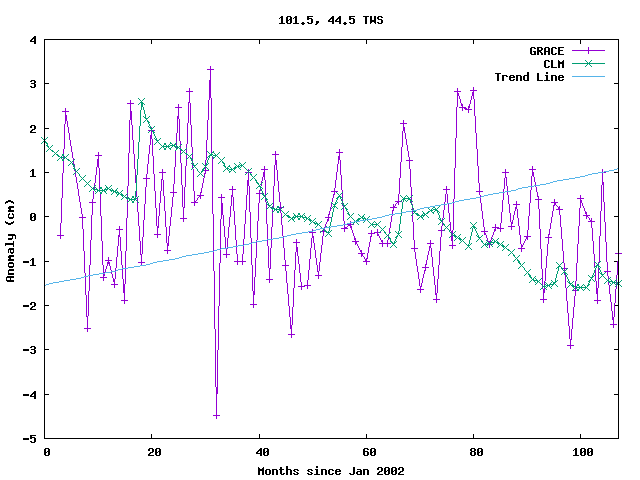 101.5, 44.5 TWS
GRACE
CLM
Trend Line
4
3
2
1
0
-1
-2
-3
-4
-5
Anomaly (cm)
0 20 40 60 80 100
Months since Jan 2002